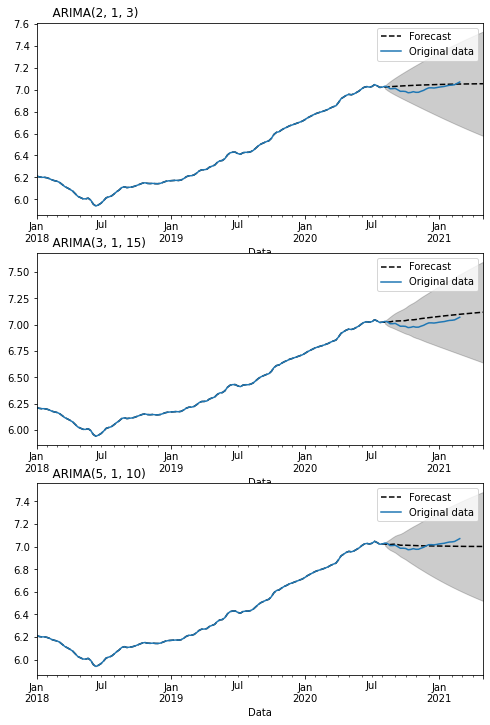 ARIMA(2, 1, 3)
7.6
7.4
7.2
7.0
6.8
6.6
6.4
6.2
6.0
Forecast
Original data
Jan Jul Jan Jul Jan Jul Jan
2018 2019 2020 2021
Data
ARIMA(3, 1, 15)
7.50
7.25
7.00
6.75
6.50
6.25
6.00
Forecast
Original data
Jan Jul Jan Jul Jan Jul Jan
2018 2019 2020 2021
Data
ARIMA(5, 1, 10)
7.4
7.2
7.0
6.8
6.6
6.4
6.2
6.0
Forecast
Original data
Jan Jul Jan Jul Jan Jul Jan
2018 2019 2020 2021
Data